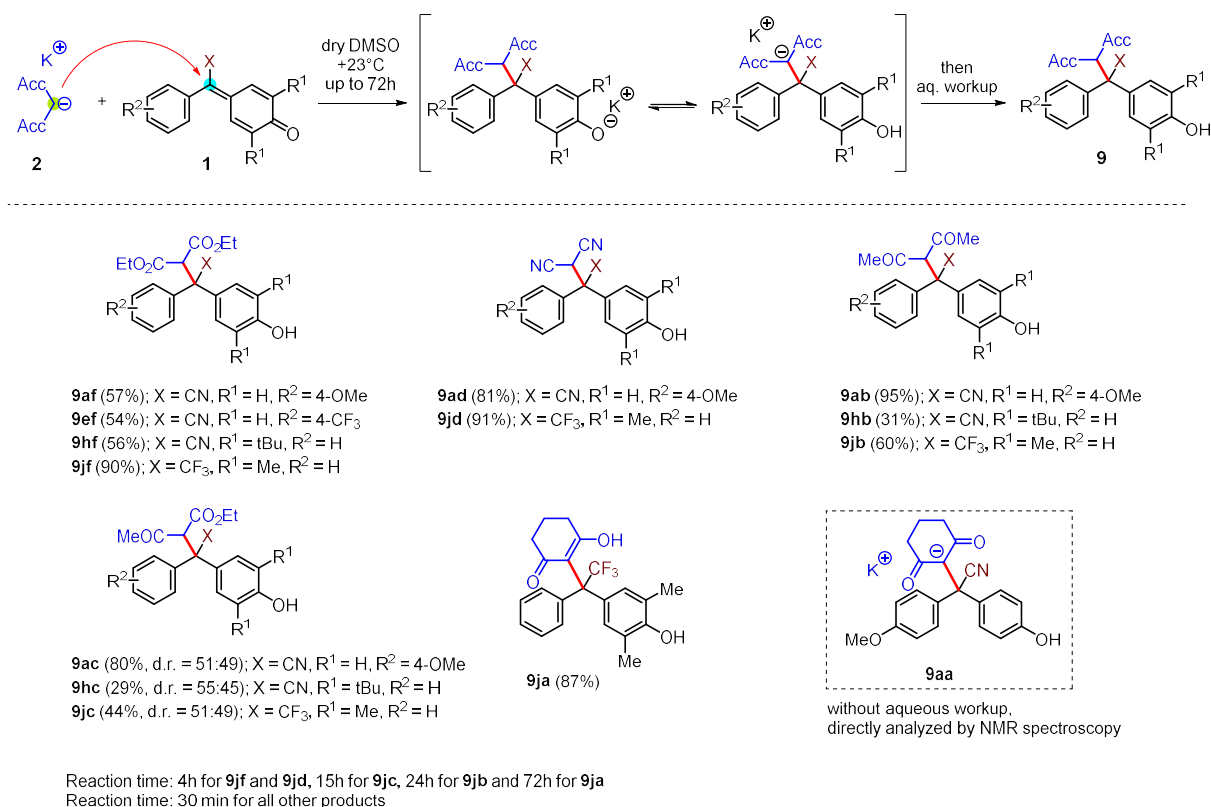 K⊕
Acc
⊖
Acc
2
+
X
R²
R¹
O
R¹
1
dry DMSO
+23°C
up to 72h
Acc Acc
X
R²
R¹
K⊕
O
⊖
R¹
K⊕
Acc
⊖
Acc
X
R²
R¹
OH
R¹
then
aq. workup
Acc Acc
X
R²
R¹
OH
R¹
9
CO₂Et
EtO₂C
X
R²
R¹
OH
R¹
9af (57%); X = CN, R¹ = H, R² = 4-OMe
9ef (54%); X = CN, R¹ = H, R² = 4-CF₃
9hf (56%); X = CN, R¹ = tBu, R² = H
9jf (90%); X = CF₃, R¹ = Me, R² = H
CN
NC
X
R²
R¹
OH
R¹
9ad (81%); X = CN, R¹ = H, R² = 4-OMe
9jd (91%); X = CF₃, R¹ = Me, R² = H
COMe
MeOC
X
R²
R¹
OH
R¹
9ab (95%); X = CN, R¹ = H, R² = 4-OMe
9hb (31%); X = CN, R¹ = tBu, R² = H
9jb (60%); X = CF₃, R¹ = Me, R² = H
CO₂Et
MeOC
X
R²
R¹
OH
R¹
9ac (80%, d.r. = 51:49); X = CN, R¹ = H, R² = 4-OMe
9hc (29%, d.r. = 55:45); X = CN, R¹ = tBu, R² = H
9jc (44%, d.r. = 51:49); X = CF₃, R¹ = Me, R² = H
OH
O
CF₃
Me
OH
Me
9ja (87%)
O
⊖
K⊕
O
CN
MeO
OH
9aa
without aqueous workup,
directly analyzed by NMR spectroscopy
Reaction time: 4h for 9jf and 9jd, 15h for 9jc, 24h for 9jb and 72h for 9ja
Reaction time: 30 min for all other products